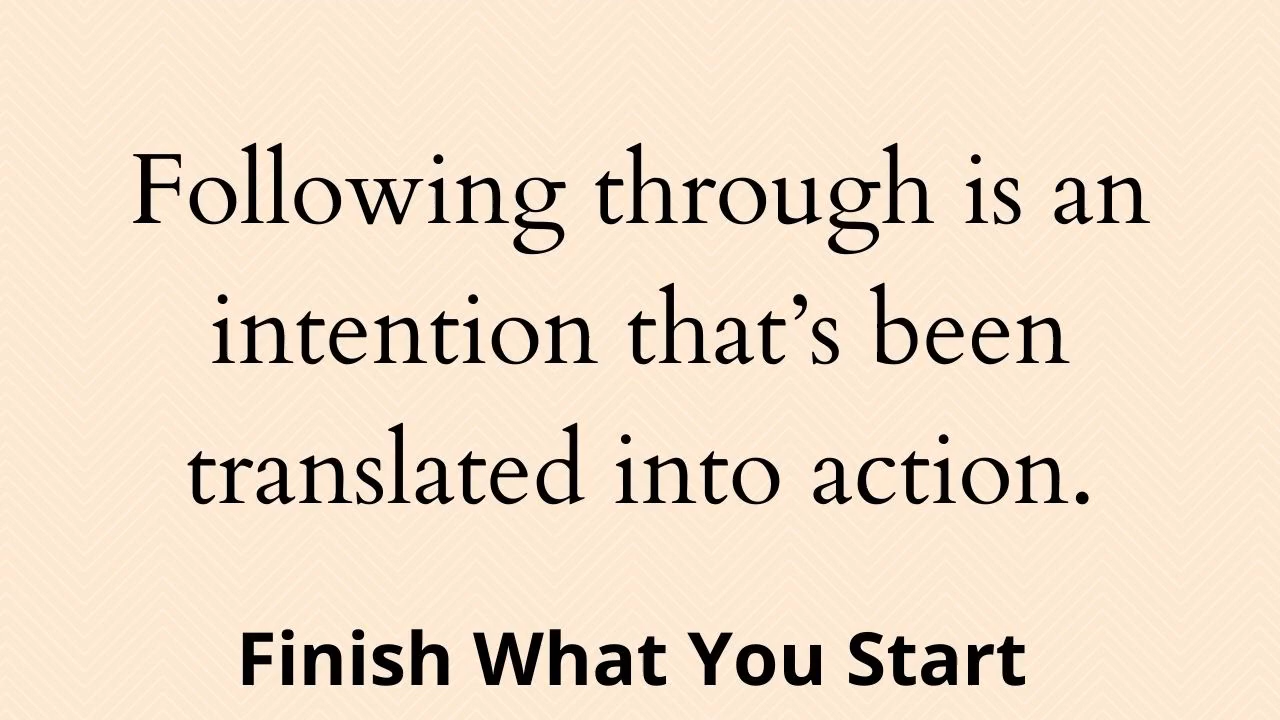 Following through is an
intention that’s been
translated into action.
Finish What You Start